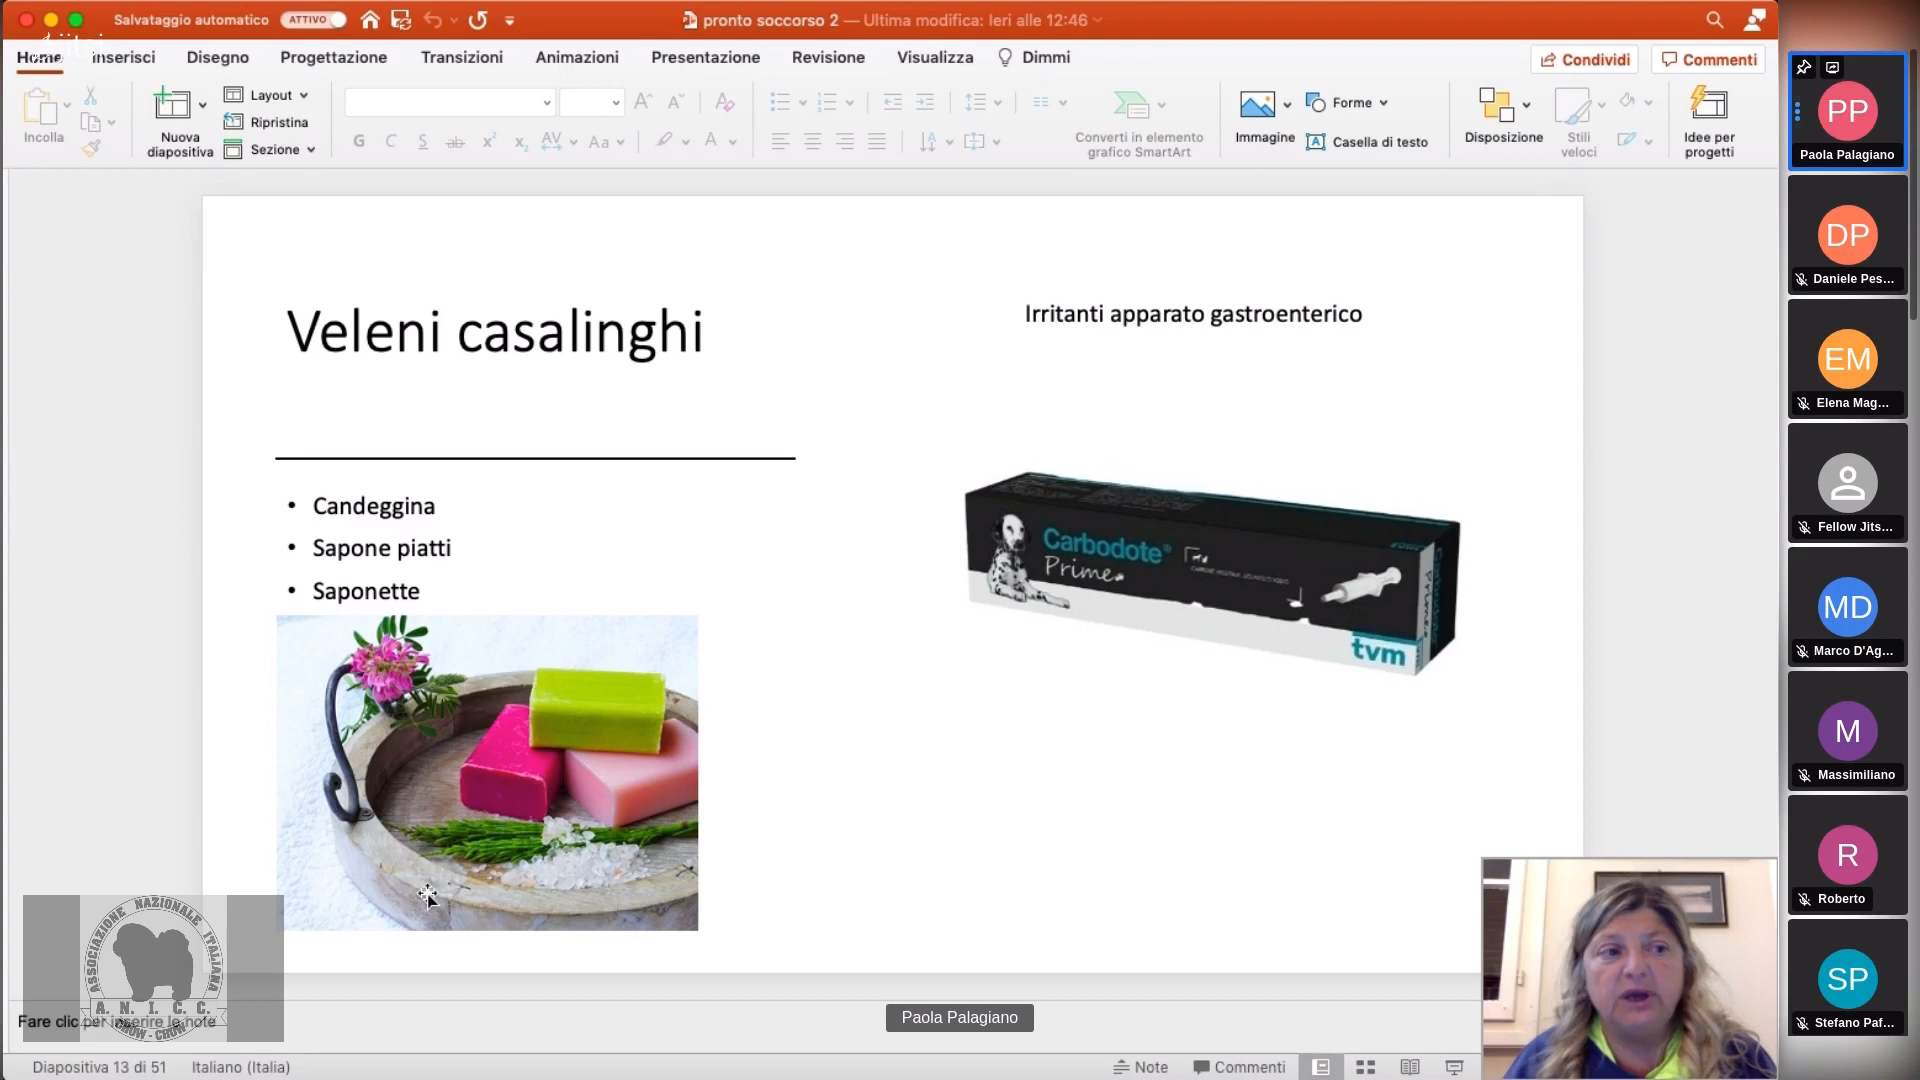 Salvataggio automatico ATTIVO
pronto soccorso 2 — Ultima modifica: Ieri alle 12:46
Home Inserisci Disegno Progettazione Transizioni Animazioni Presentazione Revisione Visualizza Dimmi
Condividi Commenti
Incolla
Nuova diapositiva
Layout
Ripristina
Sezione
G C S ab x² x₂ AV Aa A
Converti in elemento grafico SmartArt
Immagine
Forme
Casella di testo
Disposizione
Stili veloci
Idee per progetti
Veleni casalinghi
Irritanti apparato gastroenterico
• Candeggina
• Sapone piatti
• Saponette
Carbodote®
Prime
tvm
ASSOCIAZIONE NAZIONALE ITALIANA
A. N. I. C. C.
CHOW - CHOW
Fare clic per inserire le note
Paola Palagiano
Diapositiva 13 di 51 Italiano (Italia)
Note Commenti
PP
Paola Palagiano
DP
Daniele Pes...
EM
Elena Mag...
Fellow Jits...
MD
Marco D'Ag...
M
Massimiliano
R
Roberto
SP
Stefano Paf...